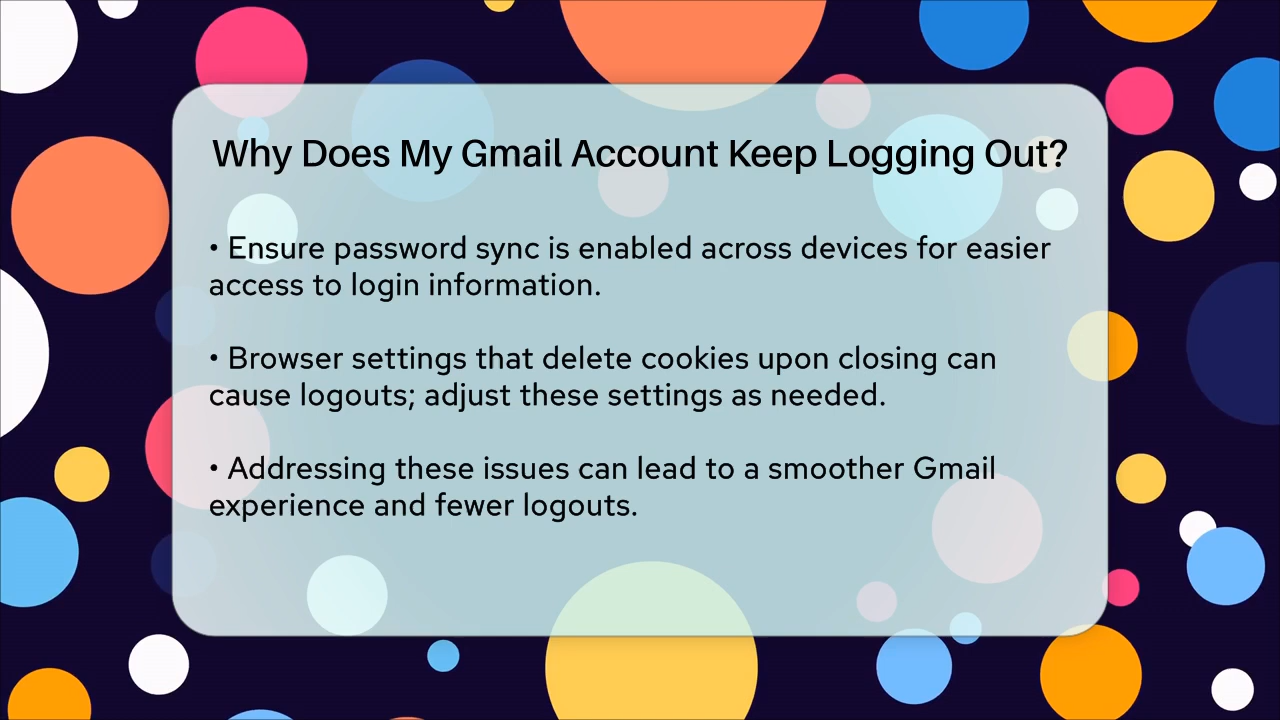 Why Does My Gmail Account Keep Logging Out?
• Ensure password sync is enabled across devices for easier
access to login information.
• Browser settings that delete cookies upon closing can
cause logouts; adjust these settings as needed.
• Addressing these issues can lead to a smoother Gmail
experience and fewer logouts.